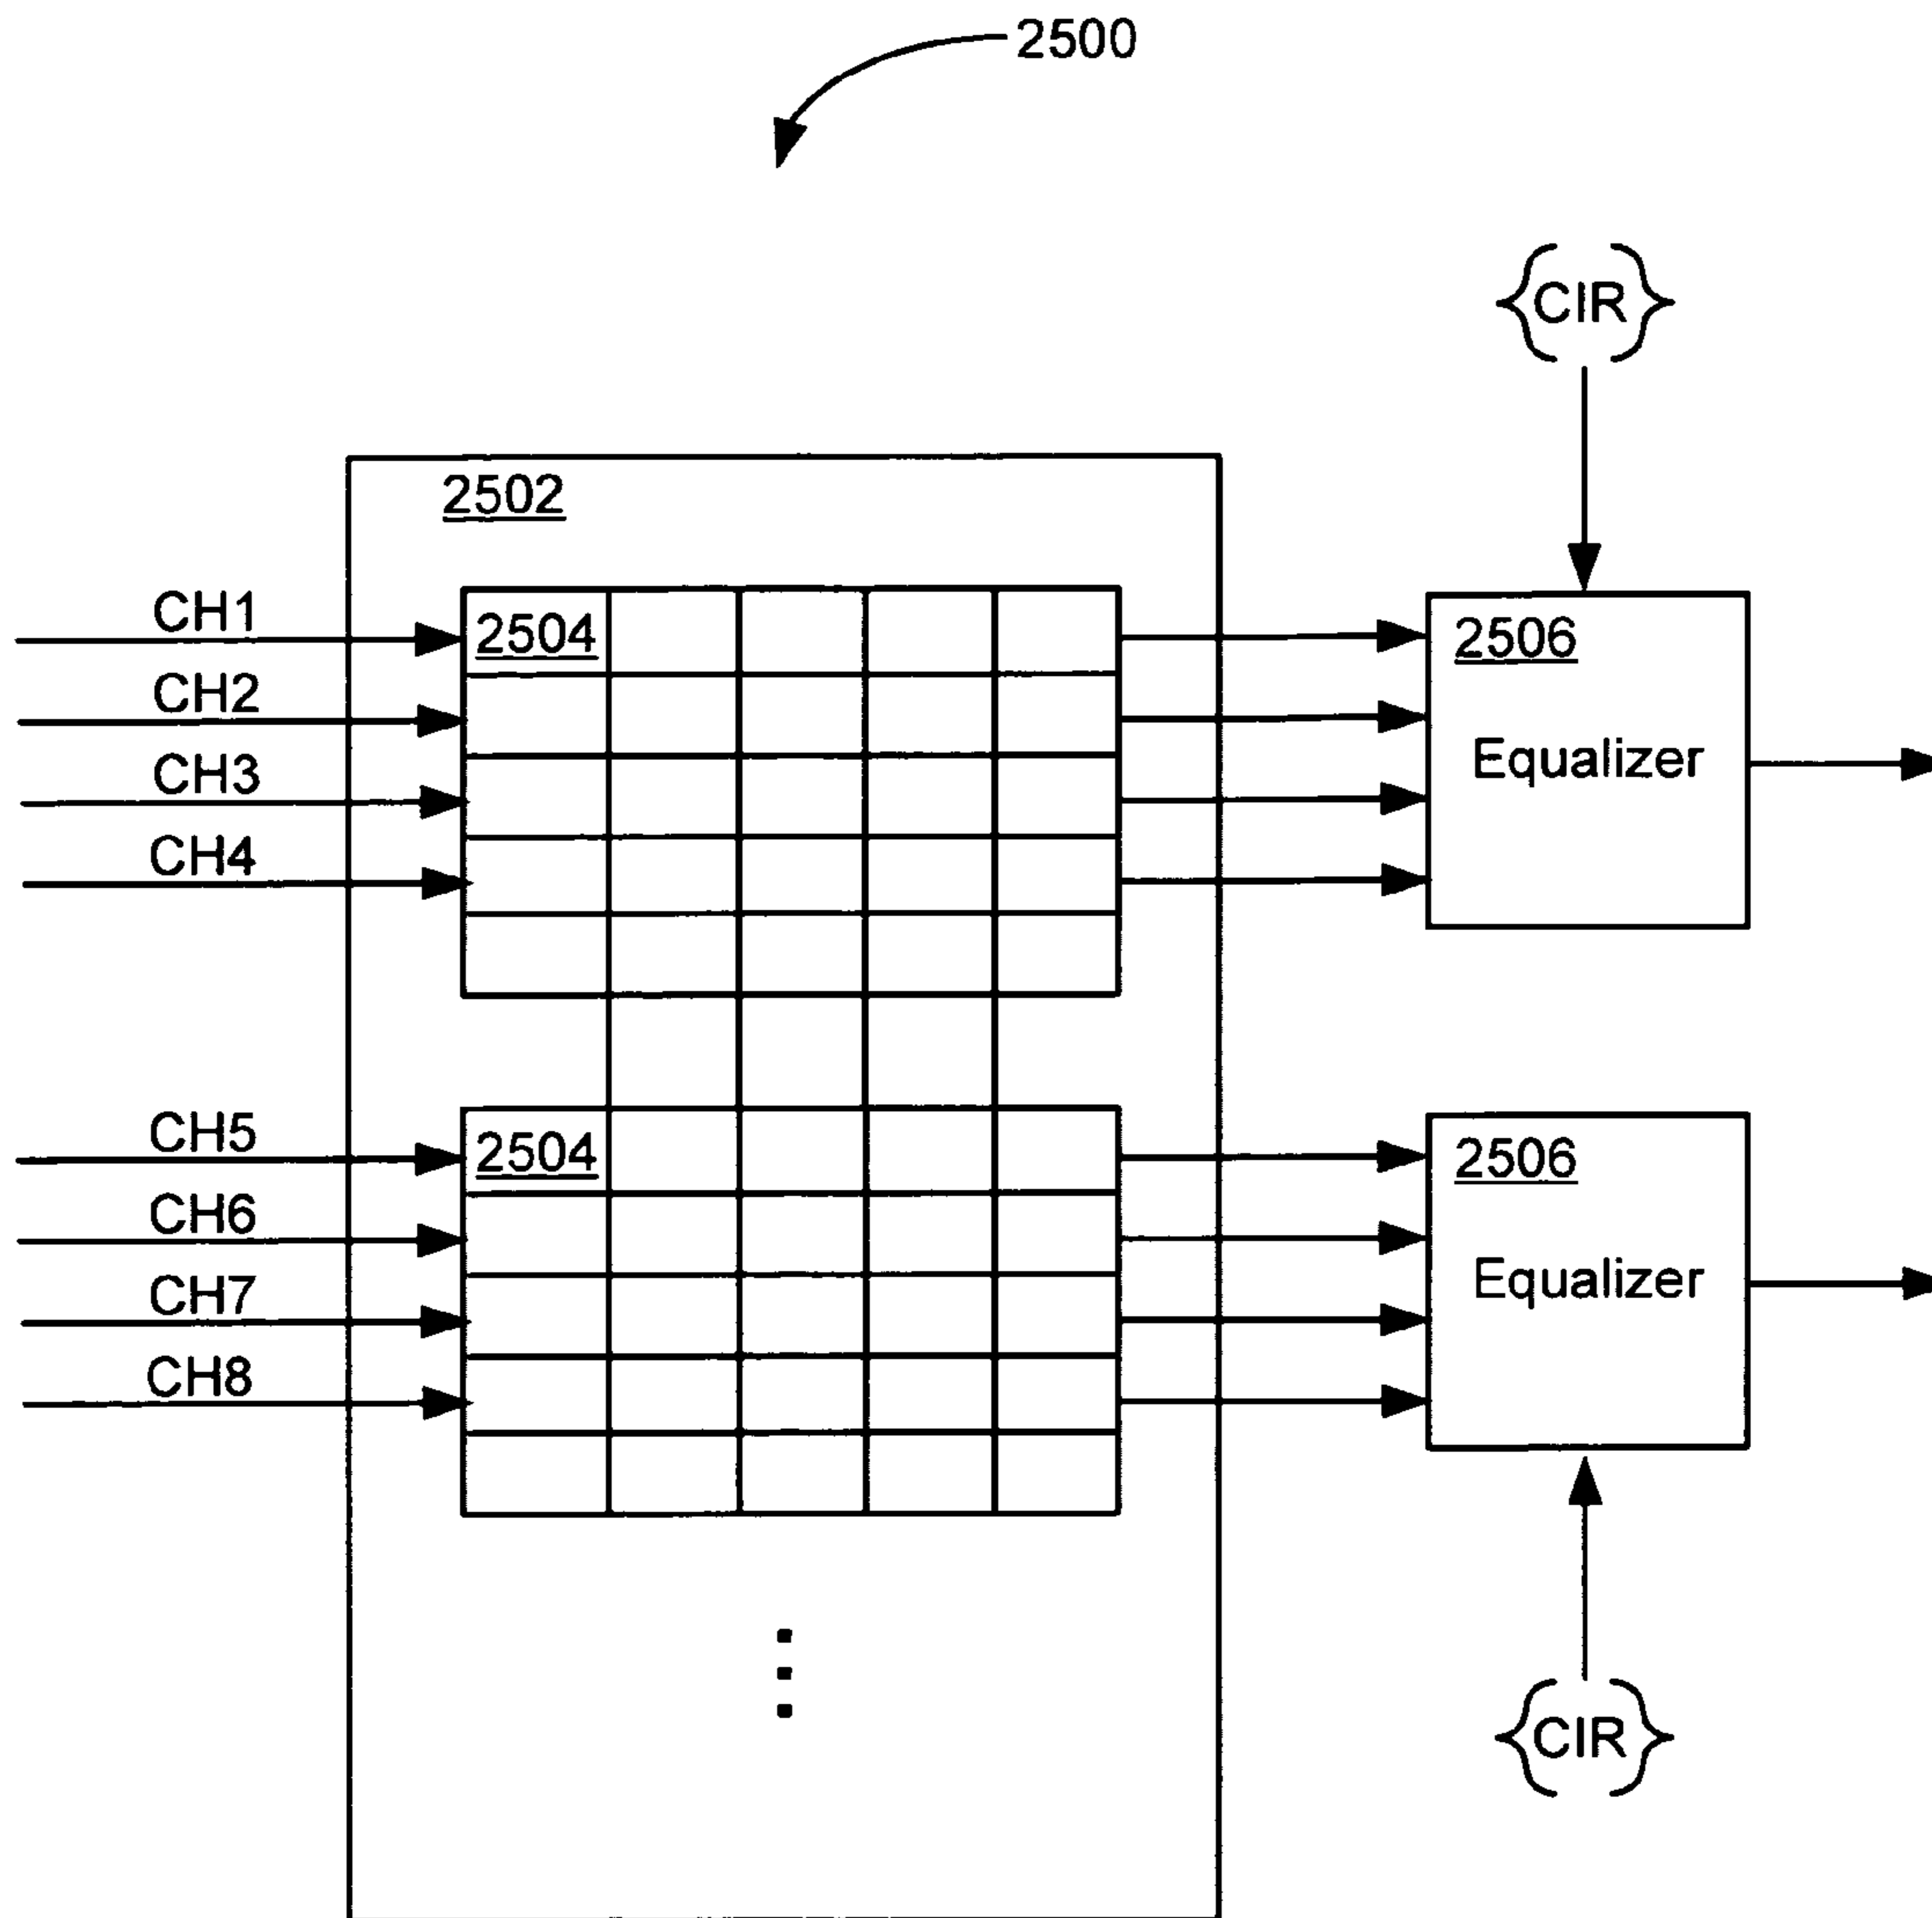 2500
{CIR}
2502
CH1
2504
2506
CH2
CH3
Equalizer
CH4
CH5
2504
2506
CH6
CH7
Equalizer
CH8
{CIR}